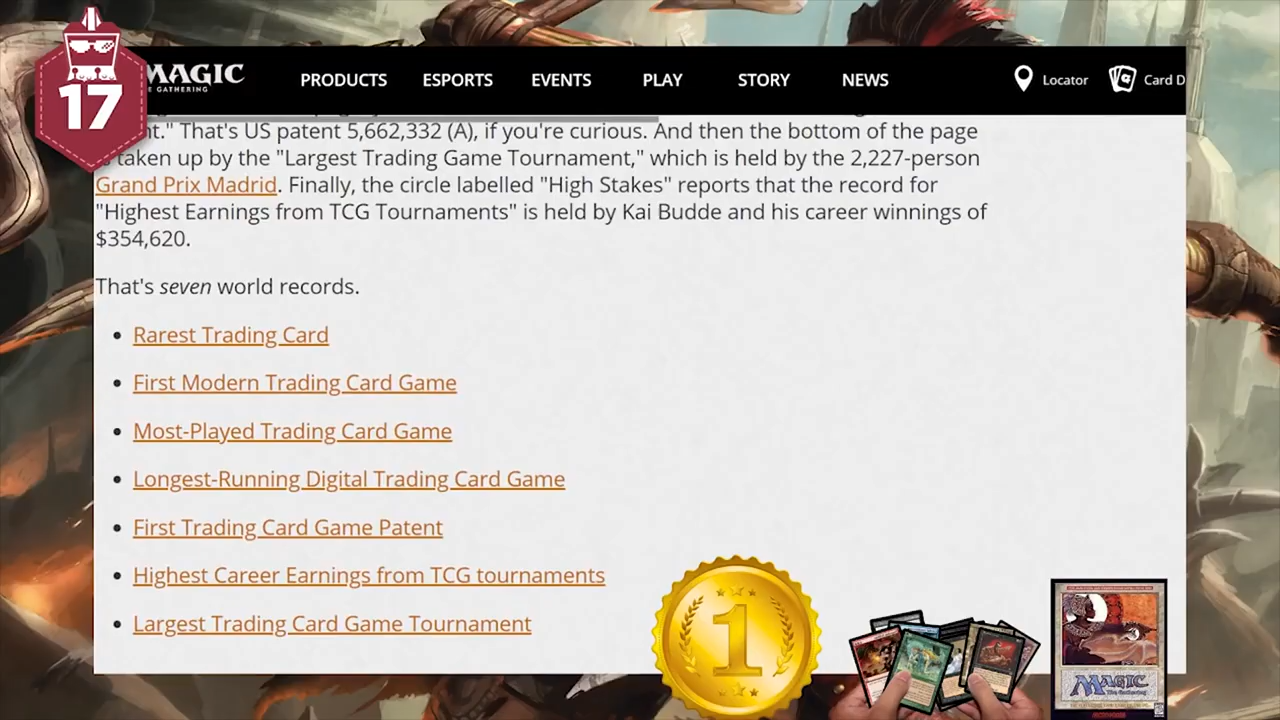 17
MAGIC
THE GATHERING
PRODUCTS
ESPORTS
EVENTS
PLAY
STORY
NEWS
Locator
Card D
nt." That's US patent 5,662,332 (A), if you're curious. And then the bottom of the page
taken up by the "Largest Trading Game Tournament," which is held by the 2,227-person
Grand Prix Madrid. Finally, the circle labelled "High Stakes" reports that the record for
"Highest Earnings from TCG Tournaments" is held by Kai Budde and his career winnings of
$354,620.
That's seven world records.
• Rarest Trading Card
• First Modern Trading Card Game
• Most-Played Trading Card Game
• Longest-Running Digital Trading Card Game
• First Trading Card Game Patent
• Highest Career Earnings from TCG tournaments
• Largest Trading Card Game Tournament
1
MAGIC
The Gathering